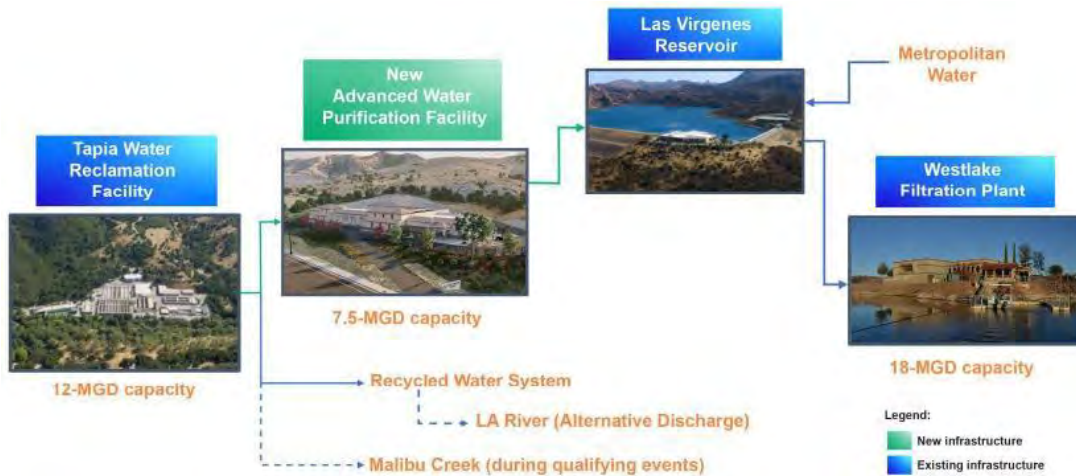 Las Virgenes
Reservoir
Metropolitan
Water
New
Advanced Water
Purification Facility
Tapia Water
Reclamation
Facility
Westlake
Filtration Plant
7.5-MGD capacity
12-MGD capacity
18-MGD capacity
Recycled Water System
LA River (Alternative Discharge)
Malibu Creek (during qualifying events)
Legend:
New infrastructure
Existing infrastructure